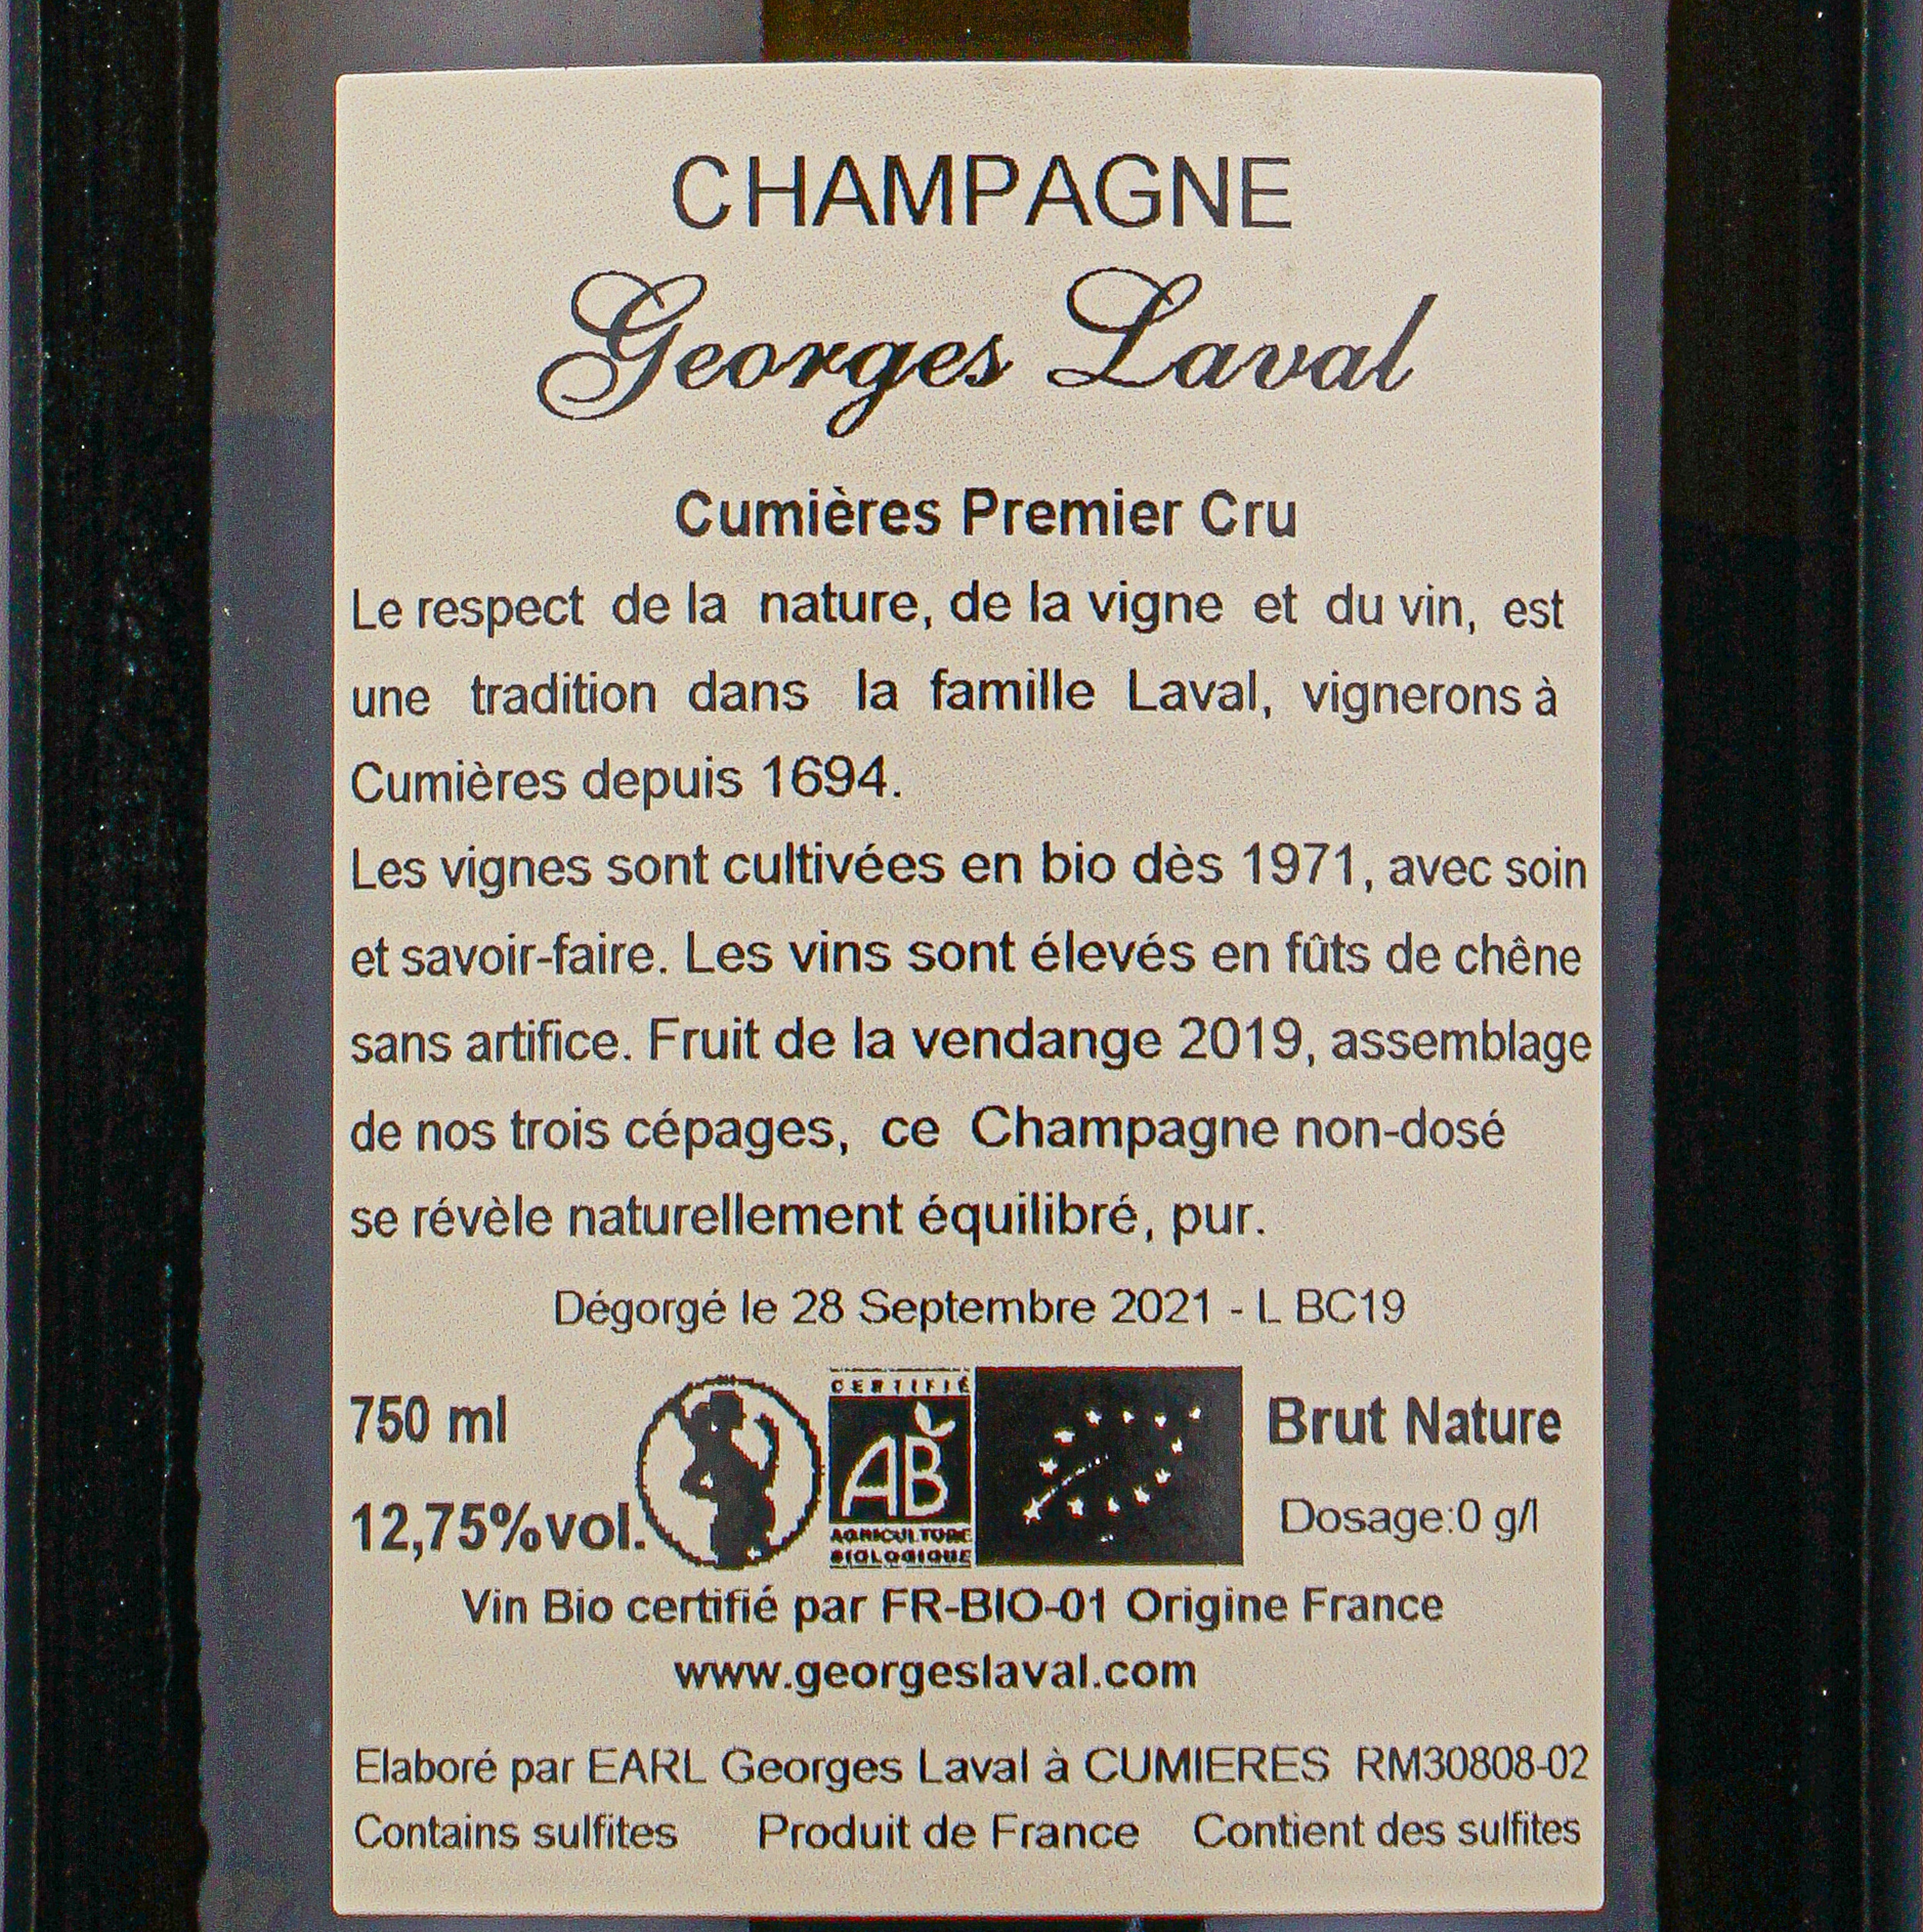 CHAMPAGNE
Georges Laval
Cumières Premier Cru
Le respect de la nature, de la vigne et du vin, est
une tradition dans la famille Laval, vignerons à
Cumières depuis 1694.
Les vignes sont cultivées en bio dès 1971, avec soin
et savoir-faire. Les vins sont élevés en fûts de chêne
sans artifice. Fruit de la vendange 2019, assemblage
de nos trois cépages, ce Champagne non-dosé
se révèle naturellement équilibré, pur.
Dégorgé le 28 Septembre 2021 - L BC19
750 ml
12,75%vol.
CERTIFIÉ
AB
AGRICULTURE
BIOLOGIQUE
Brut Nature
Dosage:0 g/l
Vin Bio certifié par FR-BIO-01 Origine France
www.georgeslaval.com
Elaboré par EARL Georges Laval à CUMIERES RM30808-02
Contains sulfites Produit de France Contient des sulfites